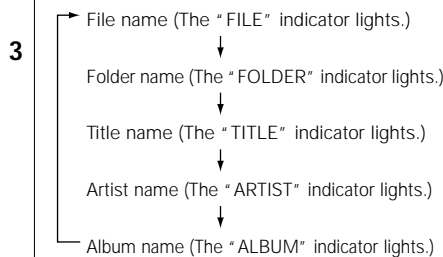 File name (The “FILE” indicator lights.)
3
Folder name (The “FOLDER” indicator lights.)
Title name (The “TITLE” indicator lights.)
Artist name (The “ARTIST” indicator lights.)
Album name (The “ALBUM” indicator lights.)